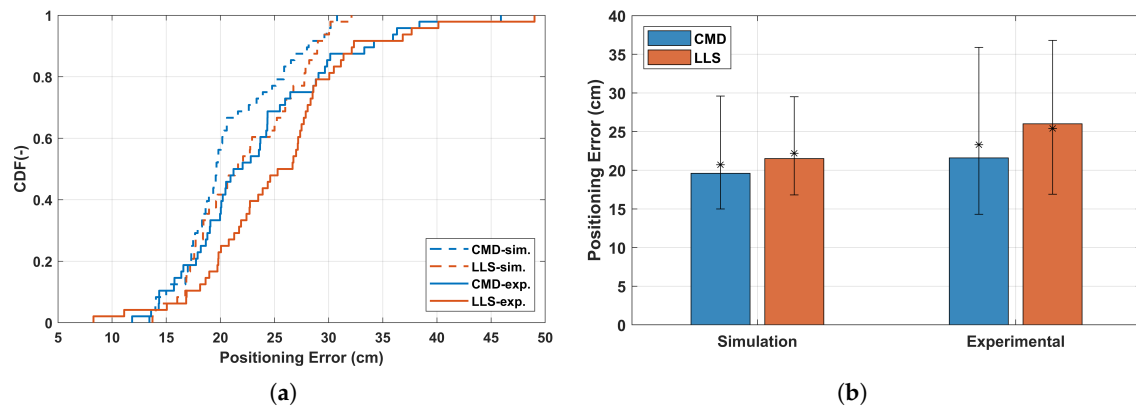 CDF(-)
1
0.8
0.6
0.4
0.2
0
5 10 15 20 25 30 35 40 45 50
Positioning Error (cm)
CMD-sim.
LLS-sim.
CMD-exp.
LLS-exp.
(a)
Positioning Error (cm)
40
35
30
25
20
15
10
5
0
CMD
LLS
Simulation Experimental
(b)